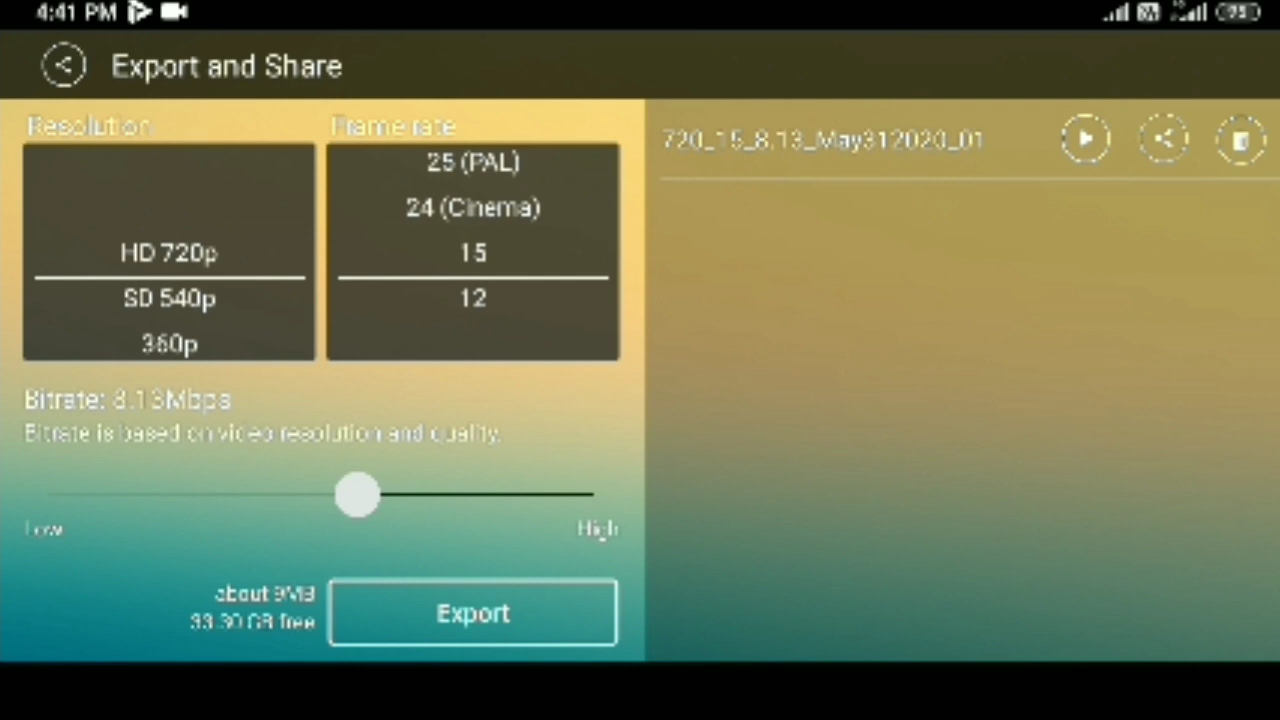 4:41 PM
Export and Share
Resolution
Frame rate
HD 720p
SD 540p
360p
25 (PAL)
24 (Cinema)
15
12
Bitrate: 8.13Mbps
Bitrate is based on video resolution and quality.
Low
High
about 9MB
33.30 GB free
Export
720_15_8.13_May312020_01